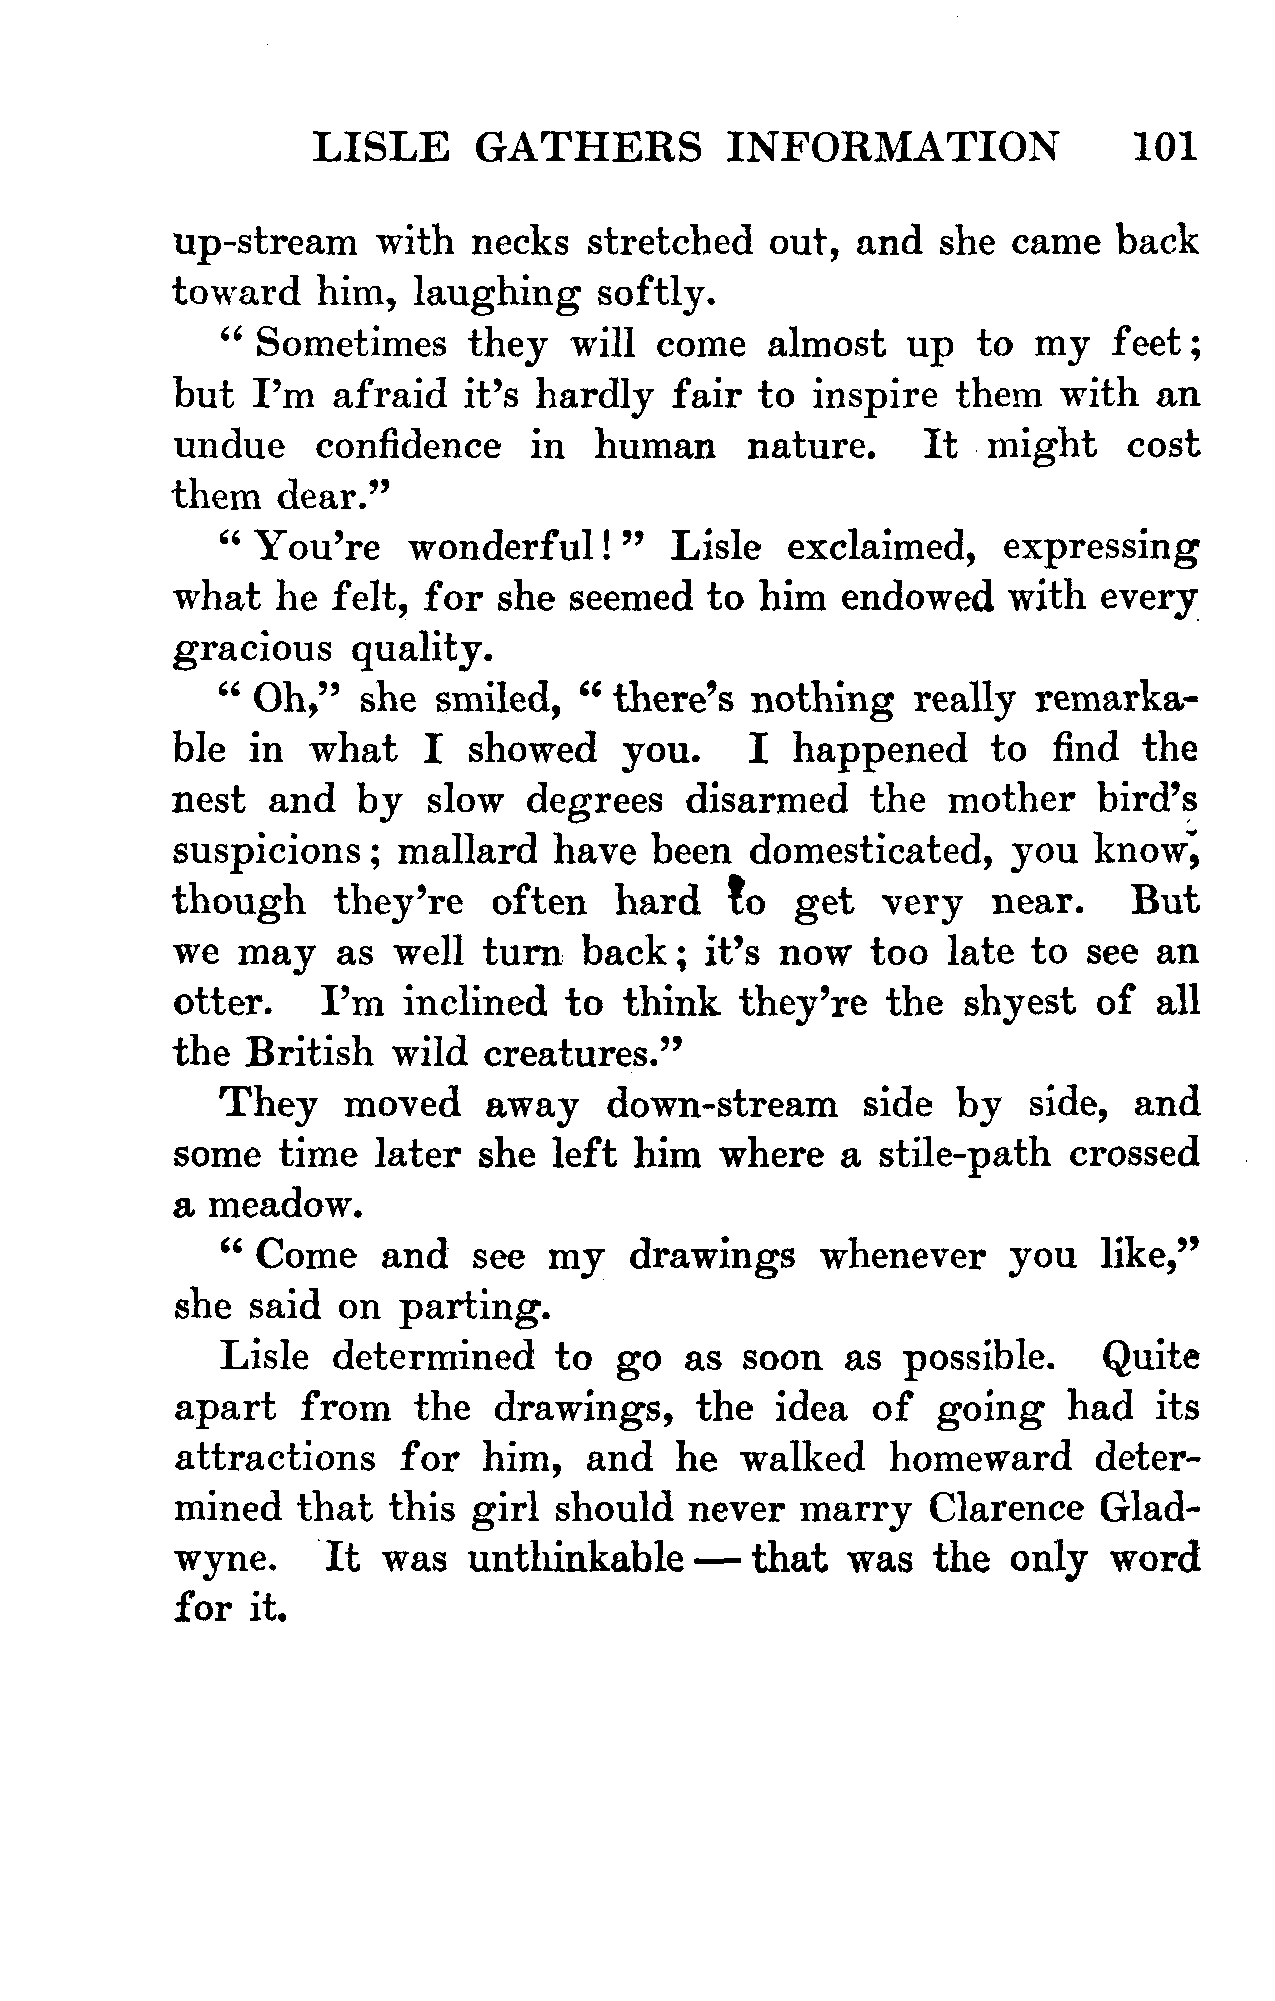 LISLE GATHERS INFORMATION 101
up-stream with necks stretched out, and she came back
toward him, laughing softly.
“ Sometimes they will come almost up to my feet;
but I’m afraid it’s hardly fair to inspire them with an
undue confidence in human nature. It might cost
them dear.”
“ You’re wonderful! ” Lisle exclaimed, expressing
what he felt, for she seemed to him endowed with every
gracious quality.
“ Oh,” she smiled, “ there’s nothing really remarka-
ble in what I showed you. I happened to find the
nest and by slow degrees disarmed the mother bird’s
suspicions; mallard have been domesticated, you know,
though they’re often hard to get very near. But
we may as well turn back; it’s now too late to see an
otter. I’m inclined to think they’re the shyest of all
the British wild creatures.”
They moved away down-stream side by side, and
some time later she left him where a stile-path crossed
a meadow.
“ Come and see my drawings whenever you like,”
she said on parting.
Lisle determined to go as soon as possible. Quite
apart from the drawings, the idea of going had its
attractions for him, and he walked homeward deter-
mined that this girl should never marry Clarence Glad-
wyne. It was unthinkable — that was the only word
for it.